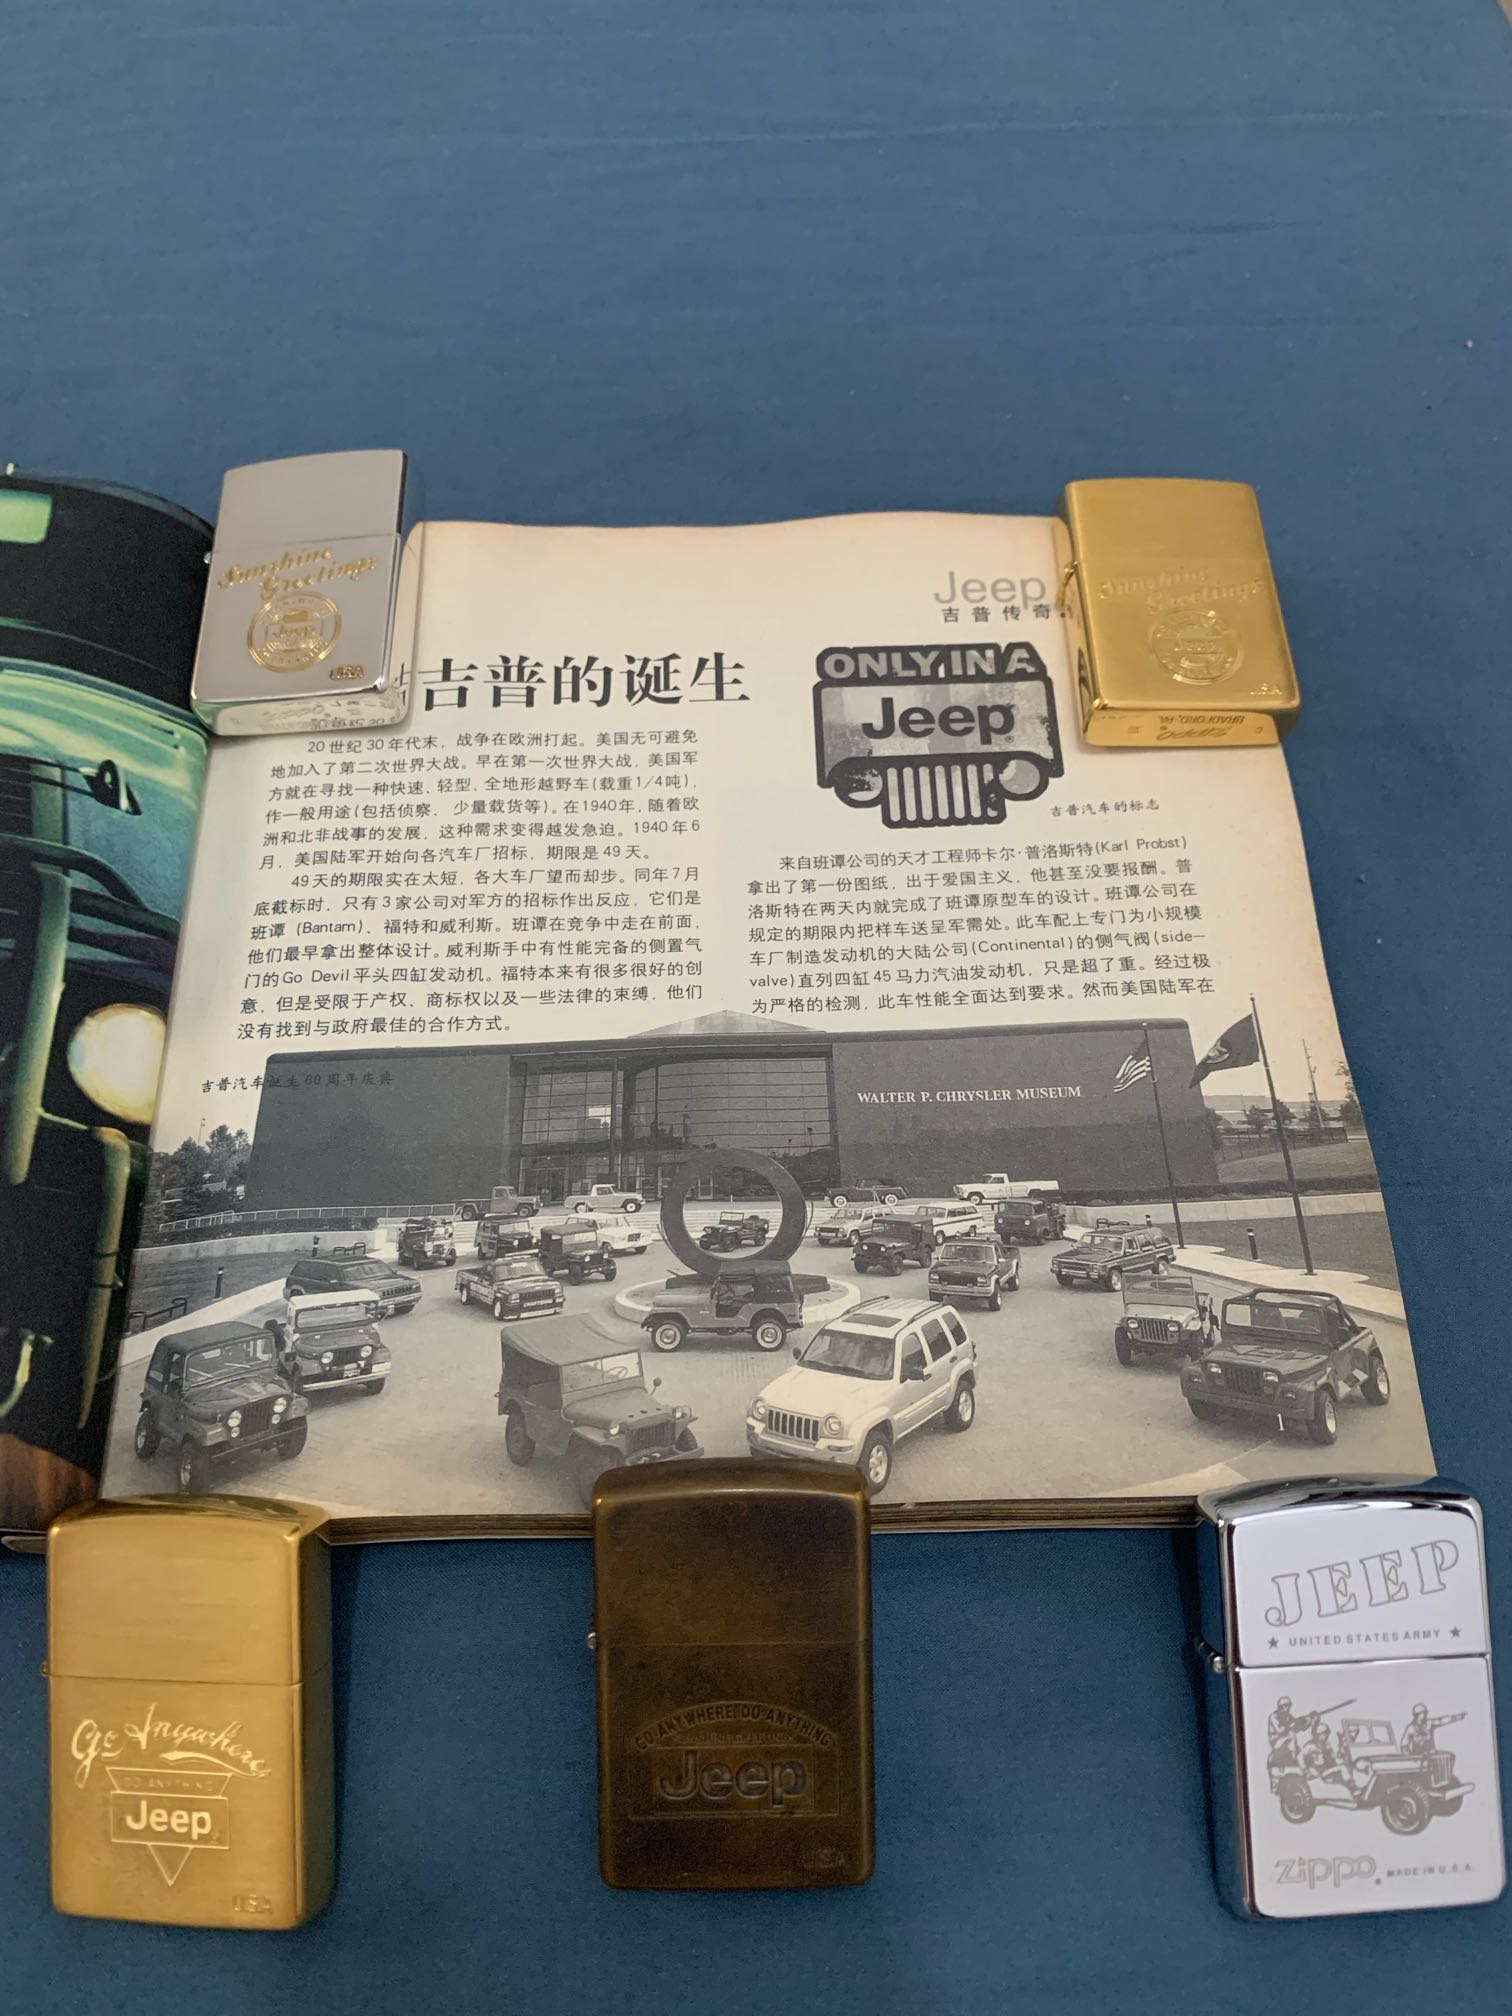 Sunshine
Greetings
Jeep
USA
Sunshine
Greetings
Jeep
USA
ZIPPO
BRADFORD, PA.
Jeep
吉普传奇
吉普的诞生
20世纪30年代末，战争在欧洲打起。美国无可避免
地加入了第二次世界大战。早在第一次世界大战，美国军
方就在寻找一种快速、轻型，全地形越野车(载重1/4吨)，
作一般用途(包括侦察、少量载货等)。在1940年，随着欧
洲和北非战事的发展，这种需求变得越发急迫。1940年6
月，美国陆军开始向各汽车厂招标，期限是49天。
49天的期限实在太短，各大车厂望而却步。同年7月
底截标时，只有3家公司对军方的招标作出反应，它们是
班谭(Bantam)、福特和威利斯。班谭在竞争中走在前面，
他们最早拿出整体设计。威利斯手中有性能完备的侧置气
门的Go Devil平头四缸发动机。福特本来有很多很好的创
意，但是受限于产权、商标权以及一些法律的束缚，他们
没有找到与政府最佳的合作方式。
ONLY IN A
Jeep
吉普汽车的标志
来自班谭公司的天才工程师卡尔·普洛斯特(Karl Probst)
拿出了第一份图纸，出于爱国主义，他甚至没要报酬。普
洛斯特在两天内就完成了班谭原型车的设计。班谭公司在
规定的期限内把样车送呈军需处。此车配上专门为小规模
车厂制造发动机的大陆公司(Continental)的侧气阀(side-
valve)直列四缸45马力汽油发动机，只是超了重。经过极
为严格的检测，此车性能全面达到要求。然而美国陆军在
吉普汽车诞生60周年庆典
WALTER P. CHRYSLER MUSEUM
1
Go Anywhere
DO ANYTHING
Jeep
USA
GO-ANYWHERE, DO-ANYTHING
Jeep
USA
JEEP
★ UNITED STATES ARMY ★
Zippo® MADE IN U.S.A.